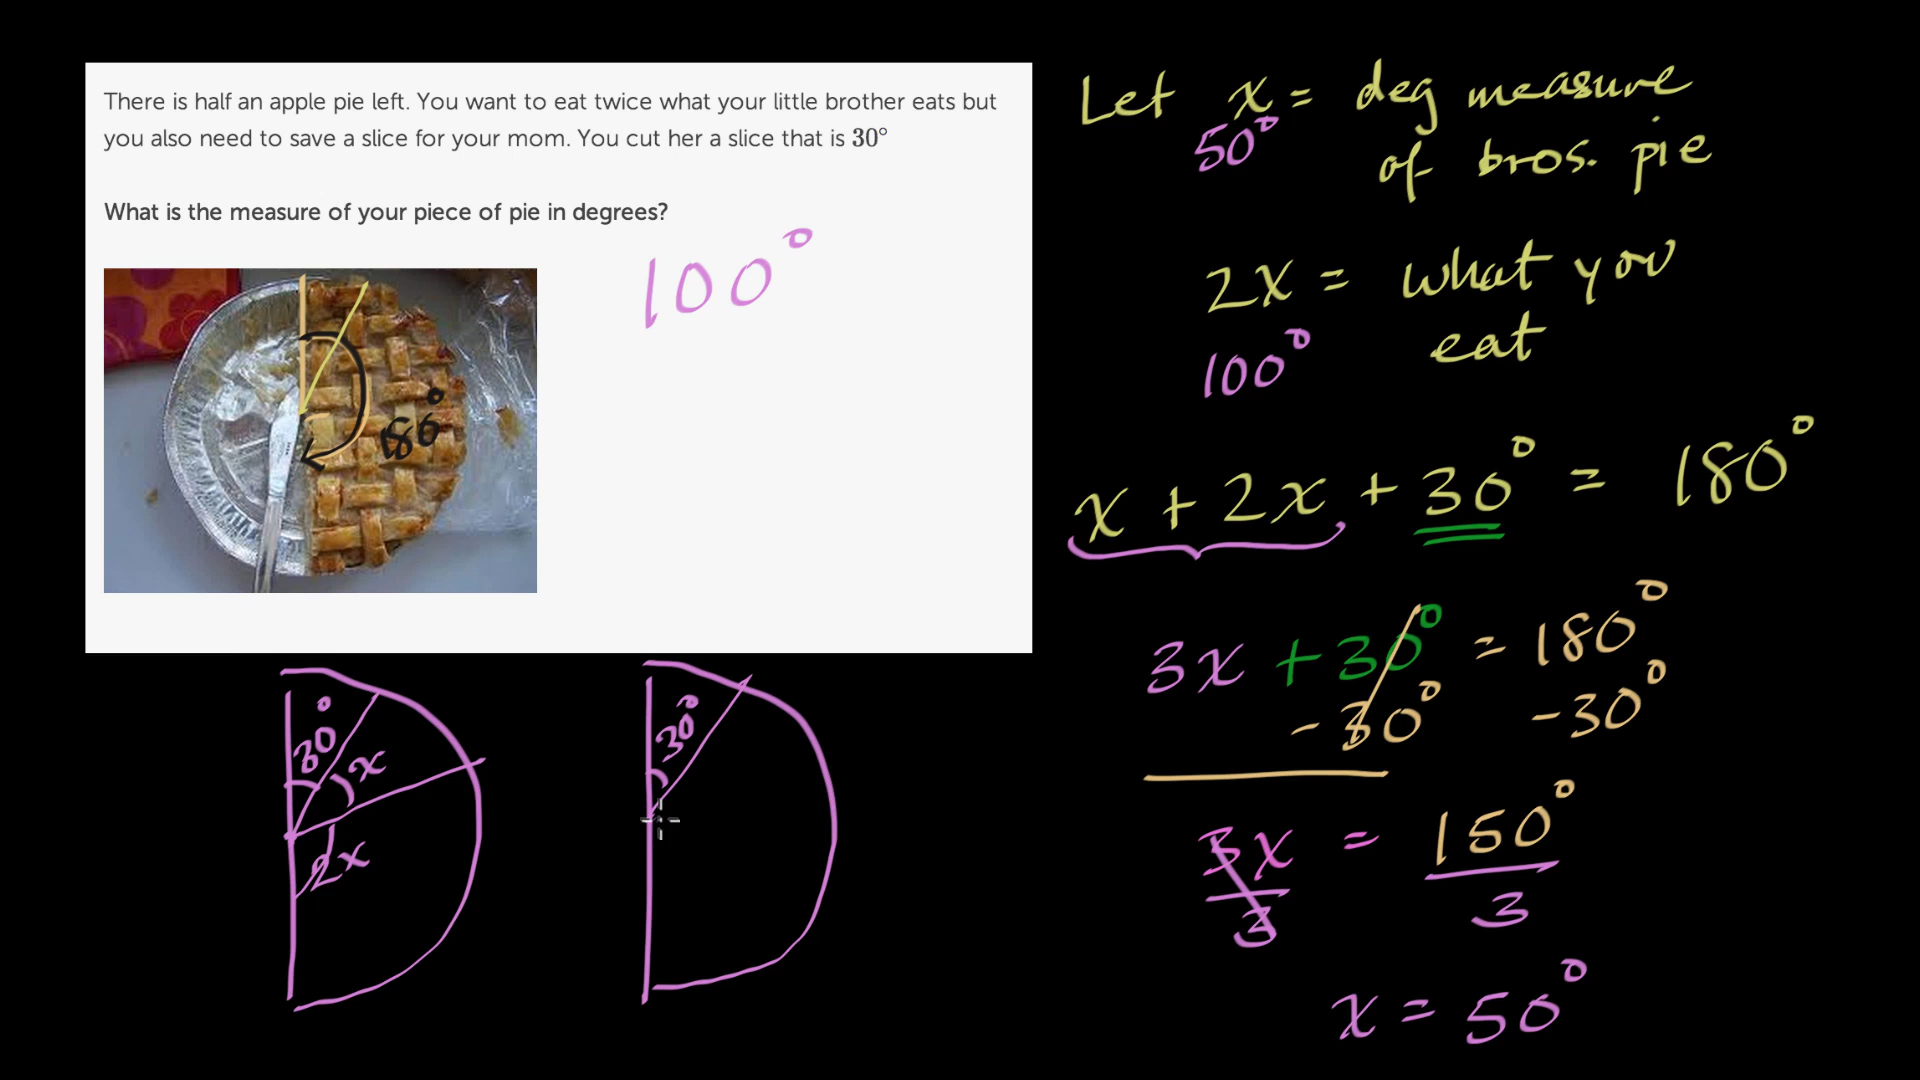 There is half an apple pie left. You want to eat twice what your little brother eats but
you also need to save a slice for your mom. You cut her a slice that is 30°
What is the measure of your piece of pie in degrees?
100°
180°
30°
x
2x
30°
Let x = deg measure
50°
of bros. pie
2x = what you
100°
eat
x + 2x + 30° = 180°
3x + 30° = 180°
- 30° -30°
3x = 150°
3 3
x = 50°